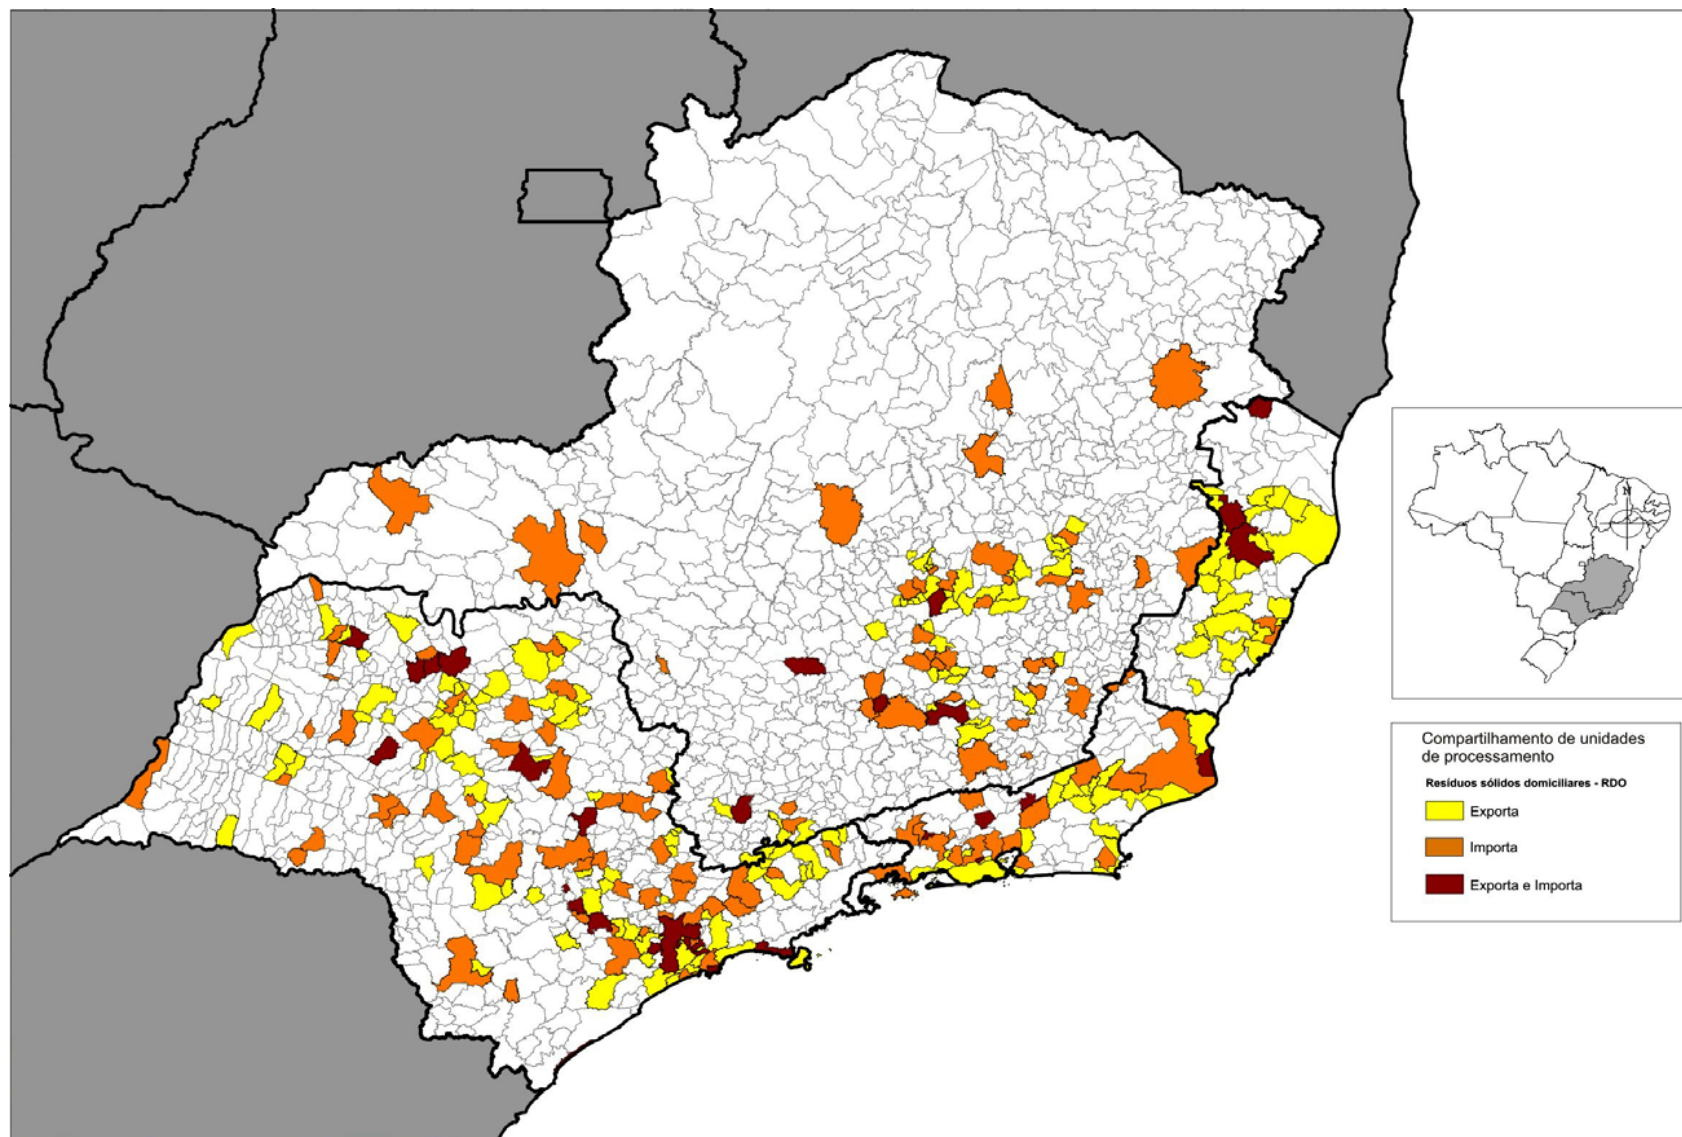 N
Compartilhamento de unidades
de processamento
Resíduos sólidos domiciliares - RDO
Exporta
Importa
Exporta e Importa